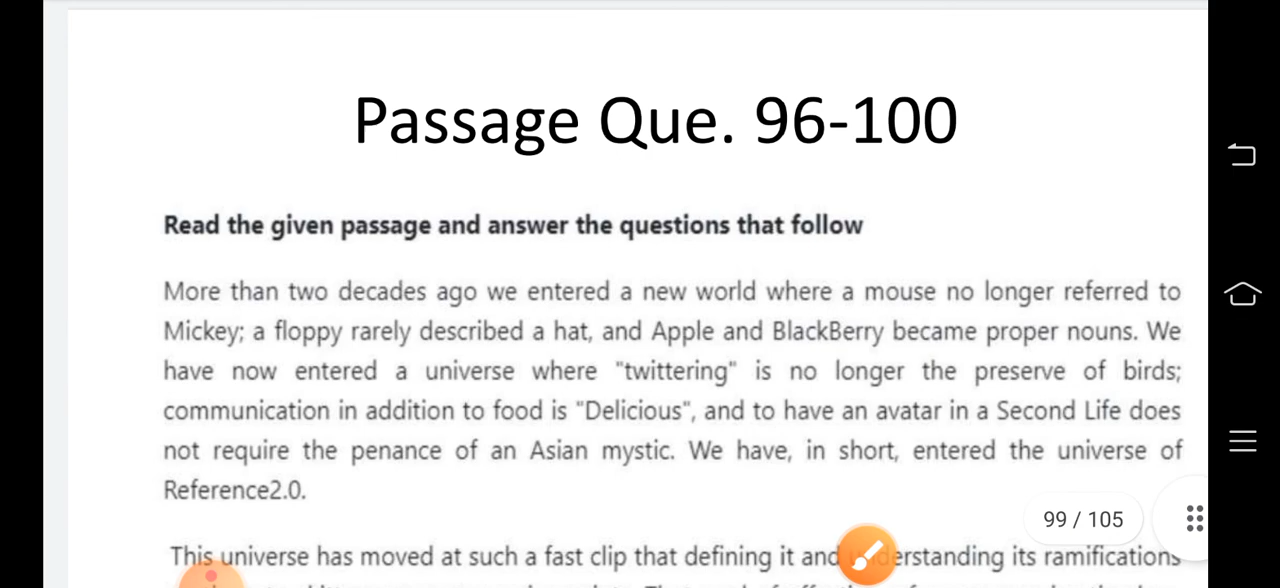 Passage Que. 96-100
Read the given passage and answer the questions that follow
More than two decades ago we entered a new world where a mouse no longer referred to
Mickey; a floppy rarely described a hat, and Apple and BlackBerry became proper nouns. We
have now entered a universe where "twittering" is no longer the preserve of birds;
communication in addition to food is "Delicious", and to have an avatar in a Second Life does
not require the penance of an Asian mystic. We have, in short, entered the universe of
Reference2.0.
99 / 105
This universe has moved at such a fast clip that defining it and understanding its ramifications